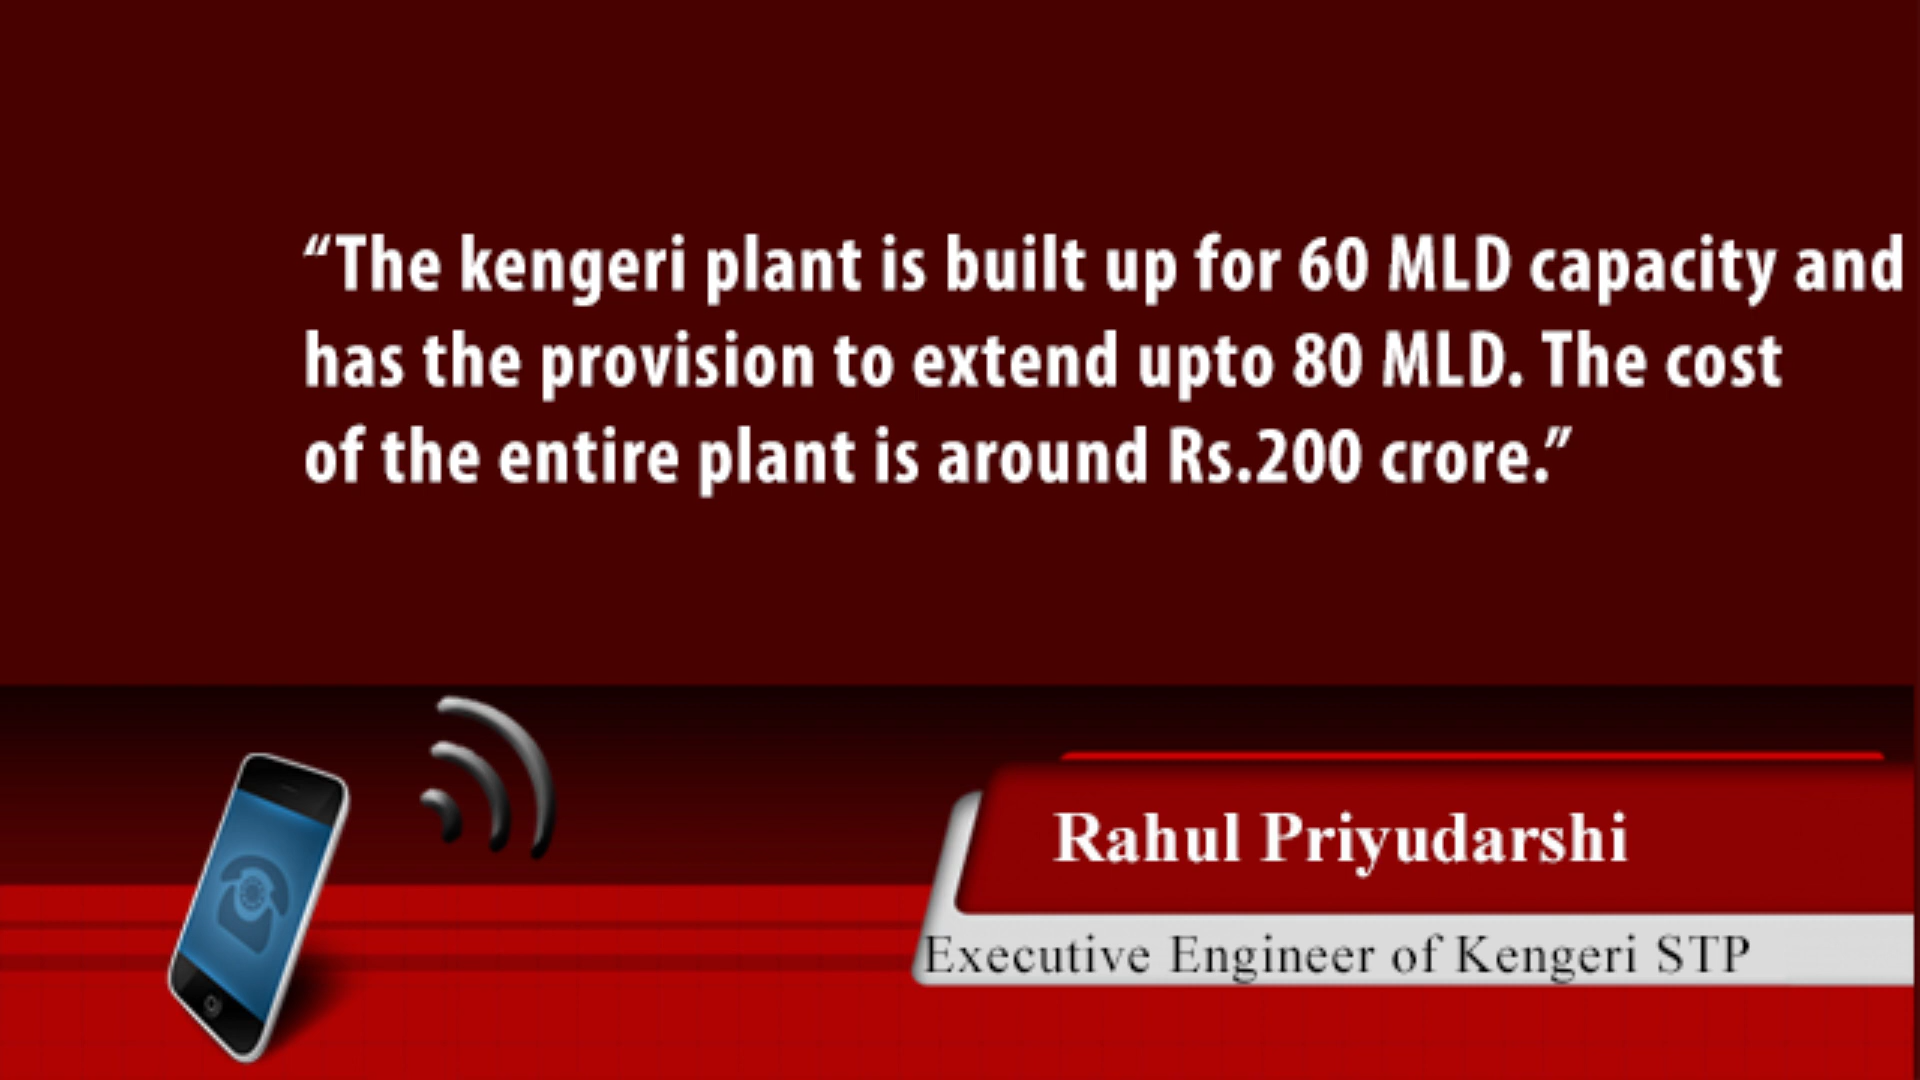 “The kengeri plant is built up for 60 MLD capacity and
has the provision to extend upto 80 MLD. The cost
of the entire plant is around Rs.200 crore.”
Rahul Priyudarshi
Executive Engineer of Kengeri STP